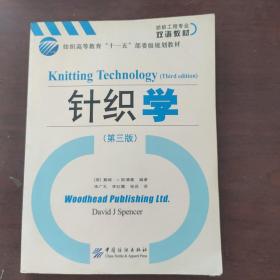 纺织工程专业
双语教材
纺织高等教育“十一五”部委级规划教材
Knitting Technology (Third edition)
针织学
(第三版)
[英] 戴维 · J 斯潘塞 编著
Woodhead Publishing Ltd.
David J Spencer
中国纺织出版社
China Textile & Apparel Press